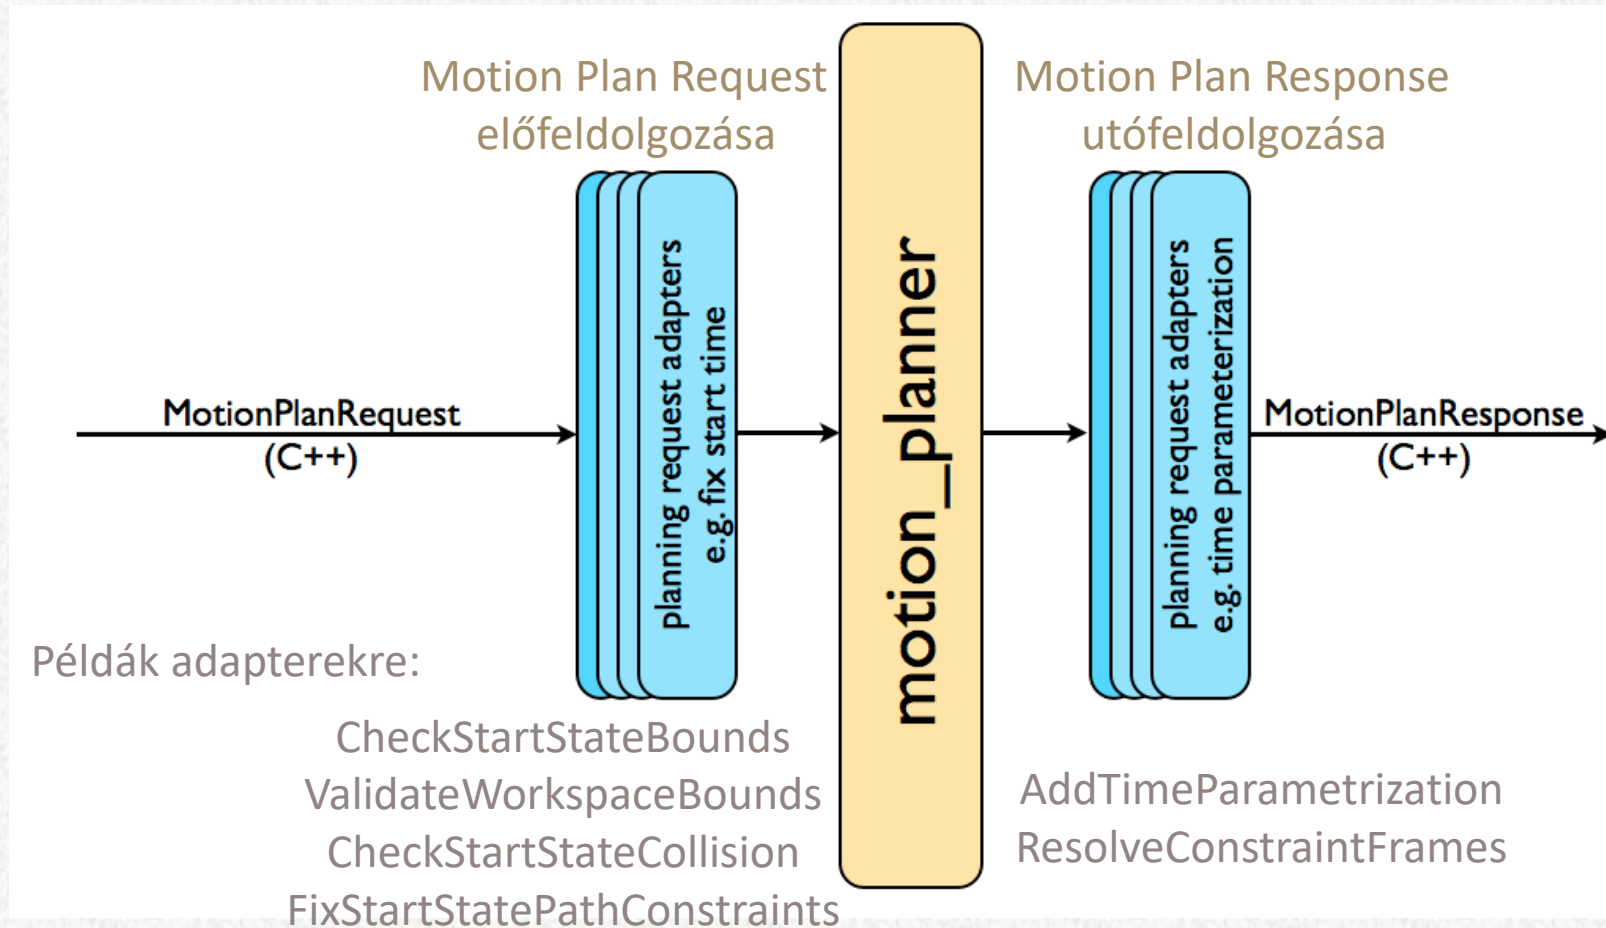 Motion Plan Request
előfeldolgozása
Motion Plan Response
utófeldolgozása
MotionPlanRequest
(C++)
planning request adapters
e.g. fix start time
motion_planner
planning request adapters
e.g. time parameterization
MotionPlanResponse
(C++)
Példák adapterekre:
CheckStartStateBounds
ValidateWorkspaceBounds
CheckStartStateCollision
FixStartStatePathConstraints
AddTimeParametrization
ResolveConstraintFrames